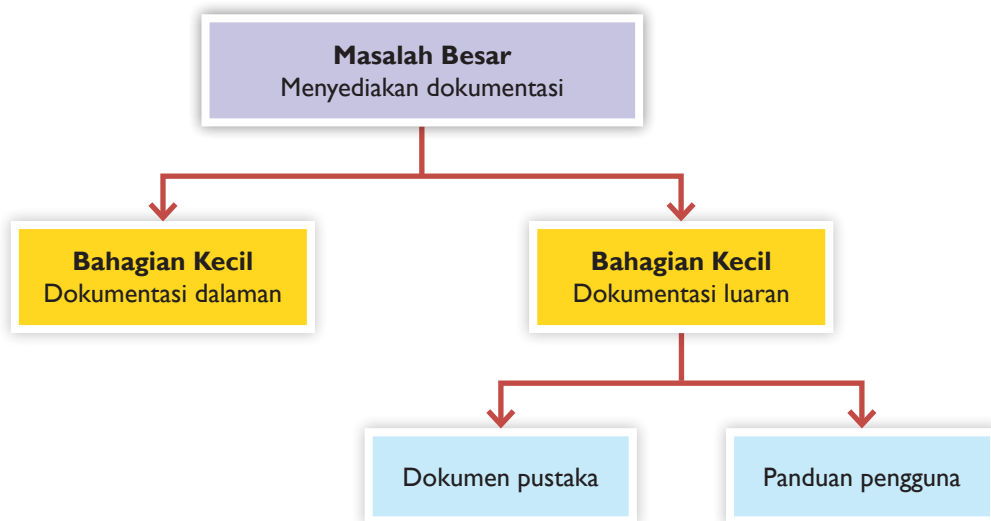 Masalah Besar
Menyediakan dokumentasi
Bahagian Kecil
Dokumentasi dalaman
Bahagian Kecil
Dokumentasi luaran
Dokumen pustaka
Panduan pengguna